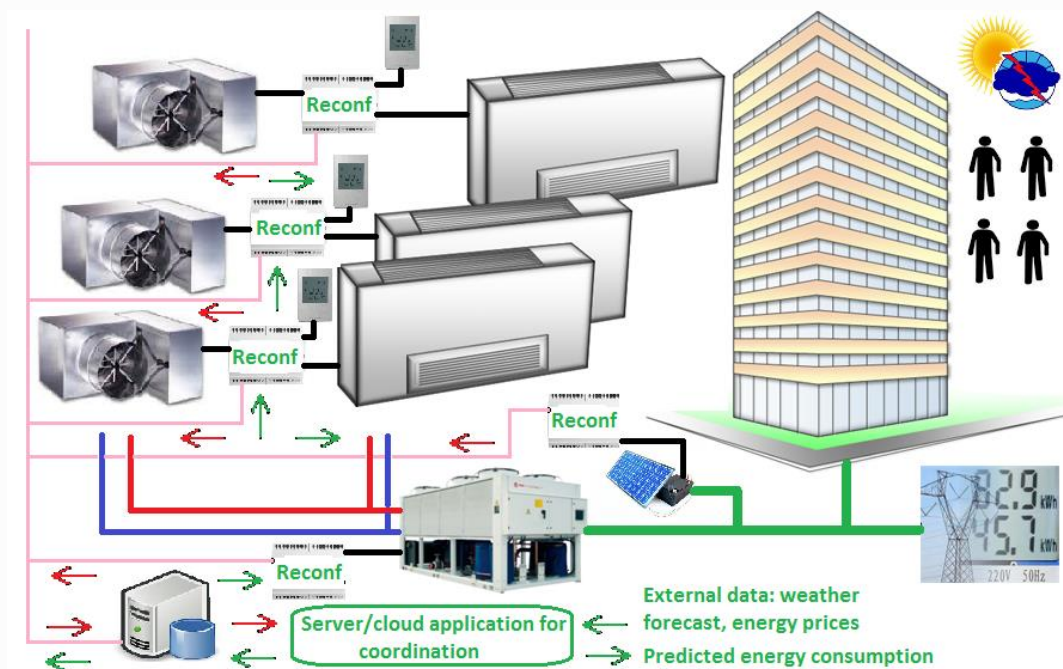 Reconf
Reconf
Reconf
Reconf
82.9 kWh
45.7 kWh
220V 50Hz
Reconf
External data: weather
forecast, energy prices
Server/cloud application for
coordination
Predicted energy consumption